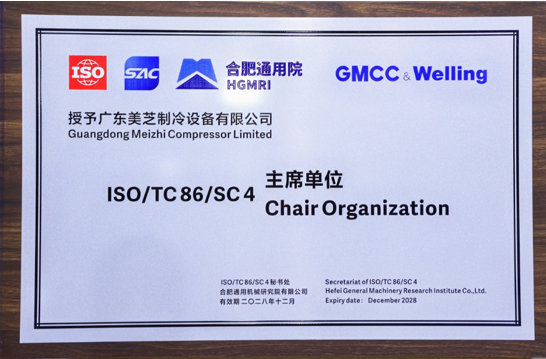 ISO SAC 合肥通用院 GMCC & Welling
HGMRI
授予广东美芝制冷设备有限公司
Guangdong Meizhi Compressor Limited
ISO/TC 86/SC 4 主席单位
Chair Organization
ISO/TC 86/SC 4 秘书处
合肥通用机械研究院有限公司
有效期二〇二八年十二月
Secretariat of ISO/TC 86/SC 4
Hefei General Machinery Research Institute Co.,Ltd.
Expiry date: December 2028